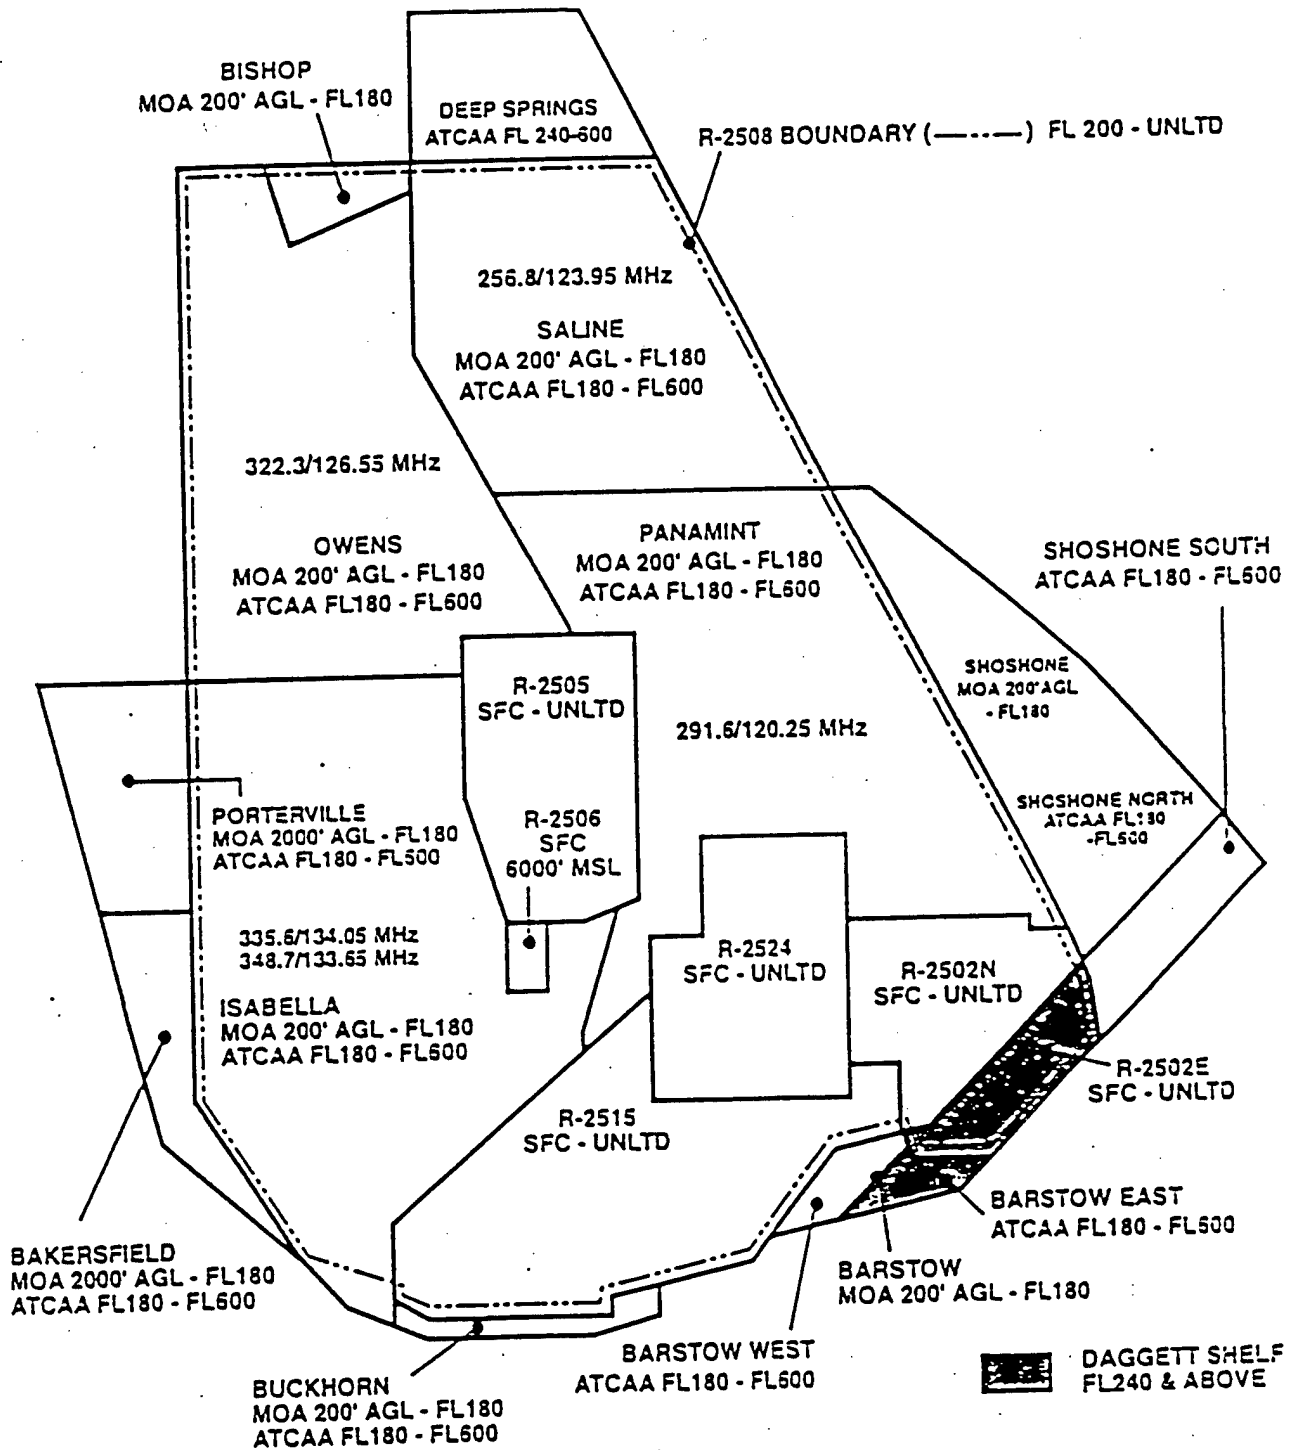 BISHOP
MOA 200' AGL - FL180
DEEP SPRINGS
ATCAA FL 240-600
R-2508 BOUNDARY (—--—--—) FL 200 - UNLTD
256.8/123.95 MHz
SALINE
MOA 200' AGL - FL180
ATCAA FL180 - FL600
322.3/126.55 MHz
OWENS
MOA 200' AGL - FL180
ATCAA FL180 - FL600
PANAMINT
MOA 200' AGL - FL180
ATCAA FL180 - FL600
SHOSHONE SOUTH
ATCAA FL180 - FL600
SHOSHONE
MOA 200' AGL
- FL180
R-2505
SFC - UNLTD
291.6/120.25 MHz
SHOSHONE NORTH
ATCAA FL180
-FL600
PORTERVILLE
MOA 2000' AGL - FL180
ATCAA FL180 - FL600
R-2506
SFC
6000' MSL
335.6/134.05 MHz
348.7/133.65 MHz
R-2524
SFC - UNLTD
R-2502N
SFC - UNLTD
ISABELLA
MOA 200' AGL - FL180
ATCAA FL180 - FL600
R-2502E
SFC - UNLTD
R-2515
SFC - UNLTD
BARSTOW EAST
ATCAA FL180 - FL600
BAKERSFIELD
MOA 2000' AGL - FL180
ATCAA FL180 - FL600
BARSTOW
MOA 200' AGL - FL180
BARSTOW WEST
ATCAA FL180 - FL600
DAGGETT SHELF
FL240 & ABOVE
BUCKHORN
MOA 200' AGL - FL180
ATCAA FL180 - FL600